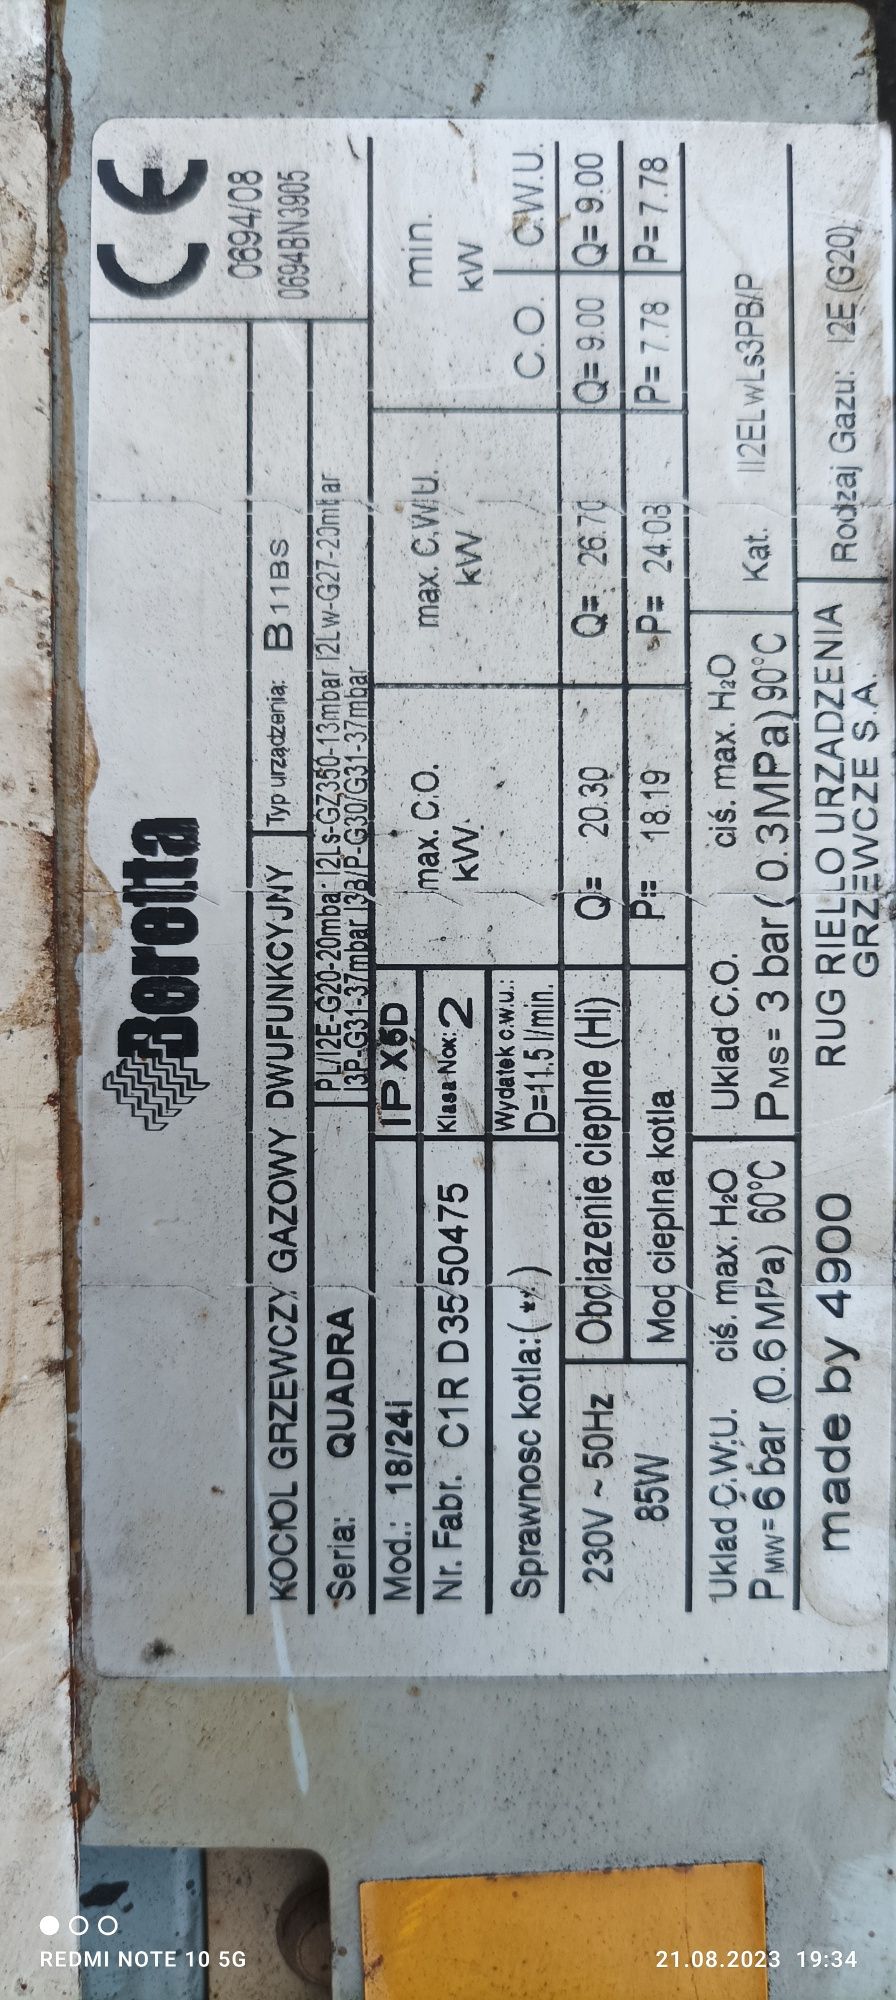 Beretta
CE
0694/08
0694BN3905
KOCIOL GRZEWCZY GAZOWY DWUFUNKCYJNY
Typ urządzenia: B11BS
Seria: QUADRA
PL/I2E-G20-20mbar I2Ls-GZ350-13mbar I2Lw-G27-20mbar
I3P-G31-37mbar I3B/P-G30/G31-37mbar
Mod.: 18/24i
IP X5D
max. C.O.
kW
max. C.W.U.
kW
min.
kW
C.O.
C.W.U.
Nr. Fabr. C1R D35/50475
Klasa Nox: 2
Sprawnosc kotla:(**)
Wydatek c.w.u.:
D=11.5 l/min.
230V ~ 50Hz
85W
Obciazenie cieplne (Hi)
Q= 20.30
Q= 26.70
Q= 9.00
Q= 9.00
Moc cieplna kotla
P= 18.19
P= 24.03
P= 7.78
P= 7.78
Uklad C.W.U. ciś. max. H2O
PMW=6 bar (0.6 MPa) 60°C
Uklad C.O. ciś. max. H2O
PMS= 3 bar ( 0.3MPa) 90°C
Kat. II2ELwLs3PB/P
made by 4900
RUG RIELLO URZADZENIA
GRZEWCZE S.A.
Rodzaj Gazu: I2E (G20)
REDMI NOTE 10 5G
21.08.2023 19:34